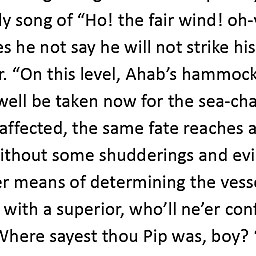 ly song of “Ho! the fair wind! oh-
es he not say he will not strike his
r. “On this level, Ahab’s hammock
well be taken now for the sea-cha
affected, the same fate reaches a
ithout some shudderings and evi
er means of determining the vess
with a superior, who’ll ne’er conf
Where sayest thou Pip was, boy?